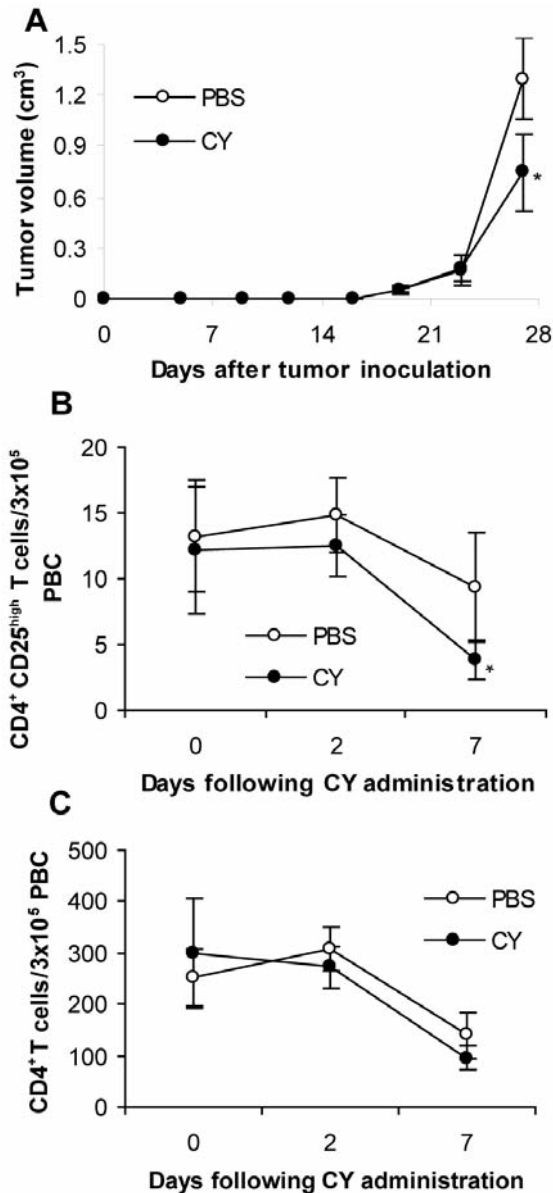 A
Tumor volume (cm³)
1.5
1.2
0.9
0.6
0.3
0
PBS
CY
*
0 7 14 21 28
Days after tumor inoculation
B
CD4⁺ CD25ʰⁱᵍʰ T cells/3x10⁵
PBC
20
15
10
5
0
PBS
CY
*
0 2 7
Days following CY administration
C
CD4⁺T cells/3x10⁵ PBC
500
400
300
200
100
0
PBS
CY
0 2 7
Days following CY administration